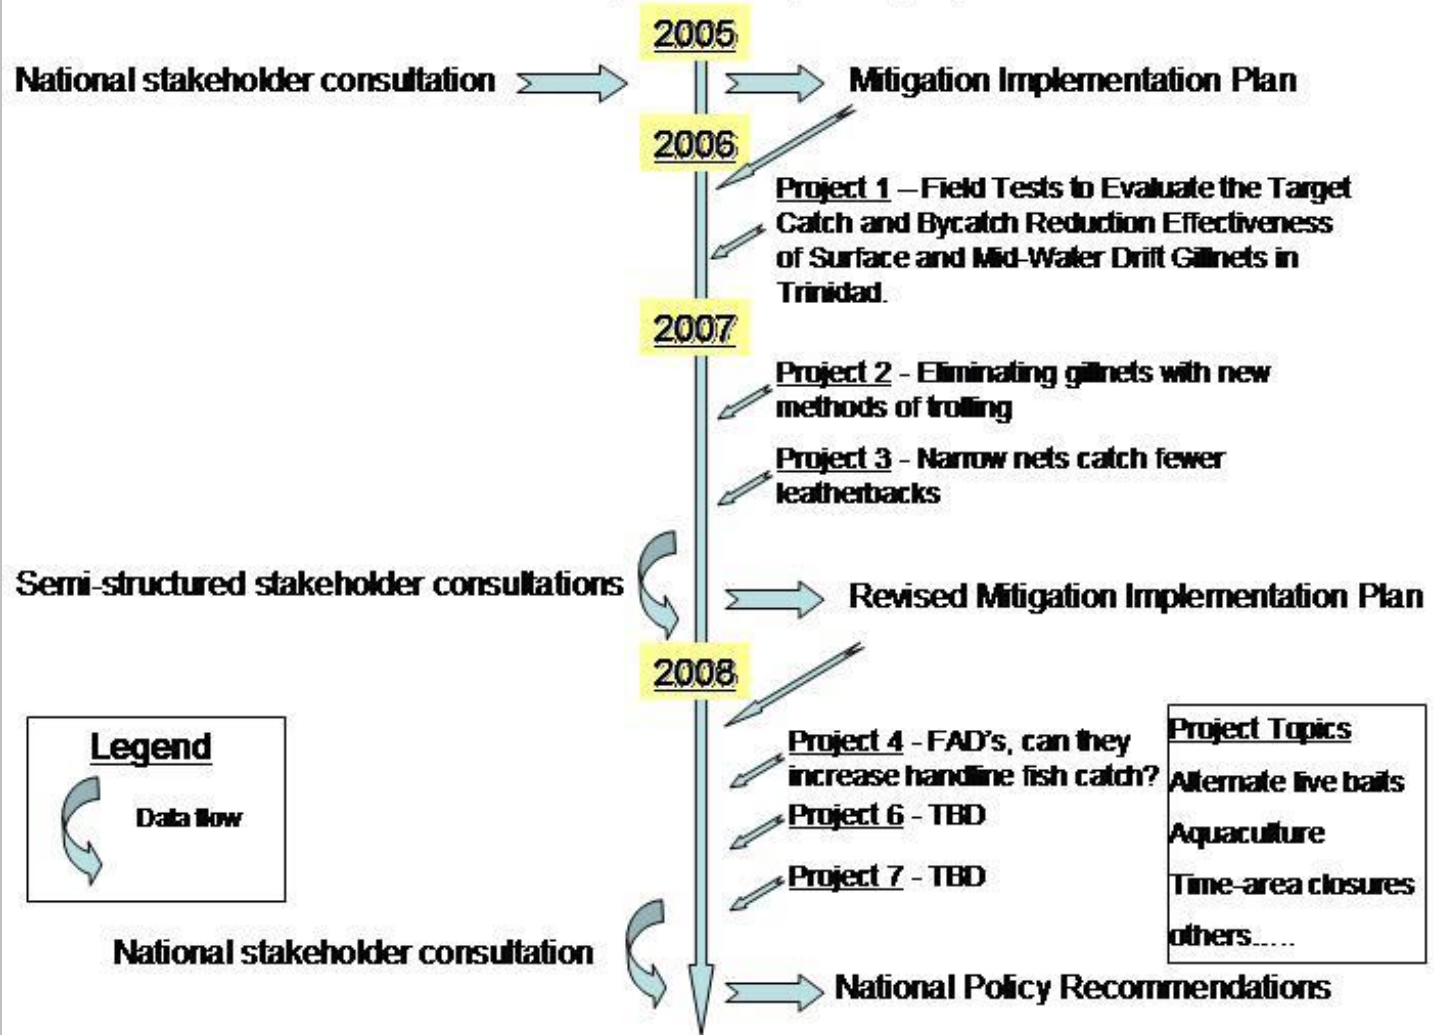 2005
National stakeholder consultation
Mitigation Implementation Plan
2006
Project 1 – Field Tests to Evaluate the Target
Catch and Bycatch Reduction Effectiveness
of Surface and Mid-Water Drift Gillnets in
Trinidad.
2007
Project 2 - Eliminating gillnets with new
methods of trolling
Project 3 - Narrow nets catch fewer
leatherbacks
Semi-structured stakeholder consultations
Revised Mitigation Implementation Plan
2008
Legend
Data flow
Project 4 - FAD's, can they
increase handline fish catch?
Project 6 - TBD
Project 7 - TBD
Project Topics
Alternate live baits
Aquaculture
Time-area closures
others.....
National stakeholder consultation
National Policy Recommendations